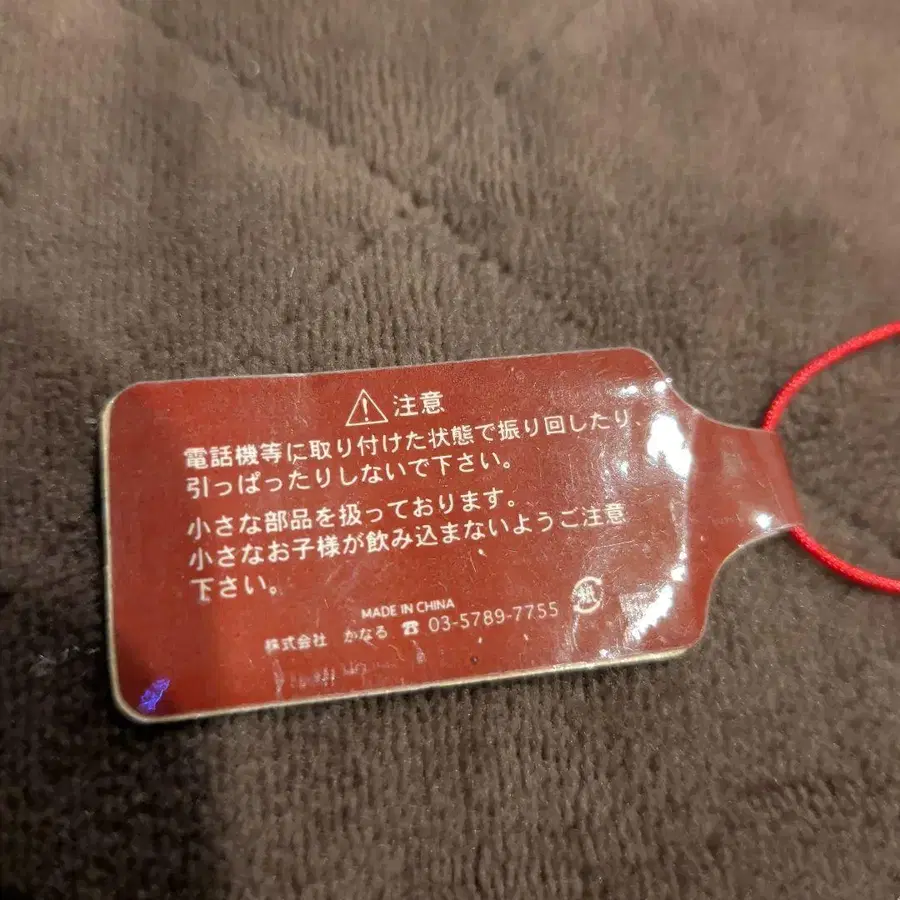 ⚠ 注意
電話機等に取り付けた状態で振り回したり、
引っぱったりしないで下さい。
小さな部品を扱っております。
小さなお子様が飲み込まないようご注意
下さい。
MADE IN CHINA
株式会社 かなる ☎ 03-5789-7755 紙